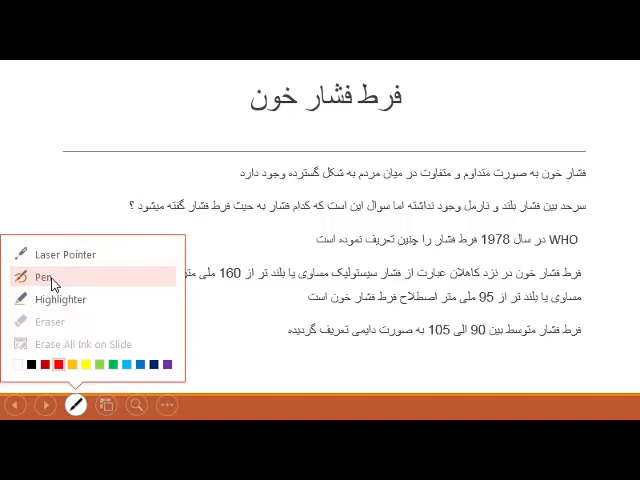 فرط فشار خون
فشار خون به صورت متداوم و متفاوت در میان مردم به شکل گسترده وجود دارد
سرحد بین فشار بلند و نارمل وجود نداشته اما سوال این است که کدام فشار به حیث فرط فشار گفته میشود ؟
WHO در سال 1978 فرط فشار را چنین تعریف نموده است
فرط فشار خون در نزد کاهلان عبارت از فشار سیستولیک مساوی یا بلند تر از 160 ملی متر
مساوی یا بلند تر از 95 ملی متر اصطلاح فرط فشار خون است
فرط فشار متوسط بین 90 الی 105 به صورت دایمی تعریف گردیده
Laser Pointer
Pen
Highlighter
Eraser
Erase All Ink on Slide